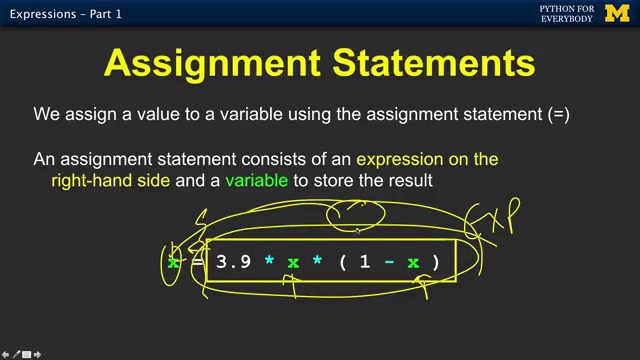 Expressions – Part 1
PYTHON FOR
EVERYBODY
M
Assignment Statements
We assign a value to a variable using the assignment statement (=)
An assignment statement consists of an expression on the
right-hand side and a variable to store the result
EXP
x = 3.9 * x * ( 1 - x )